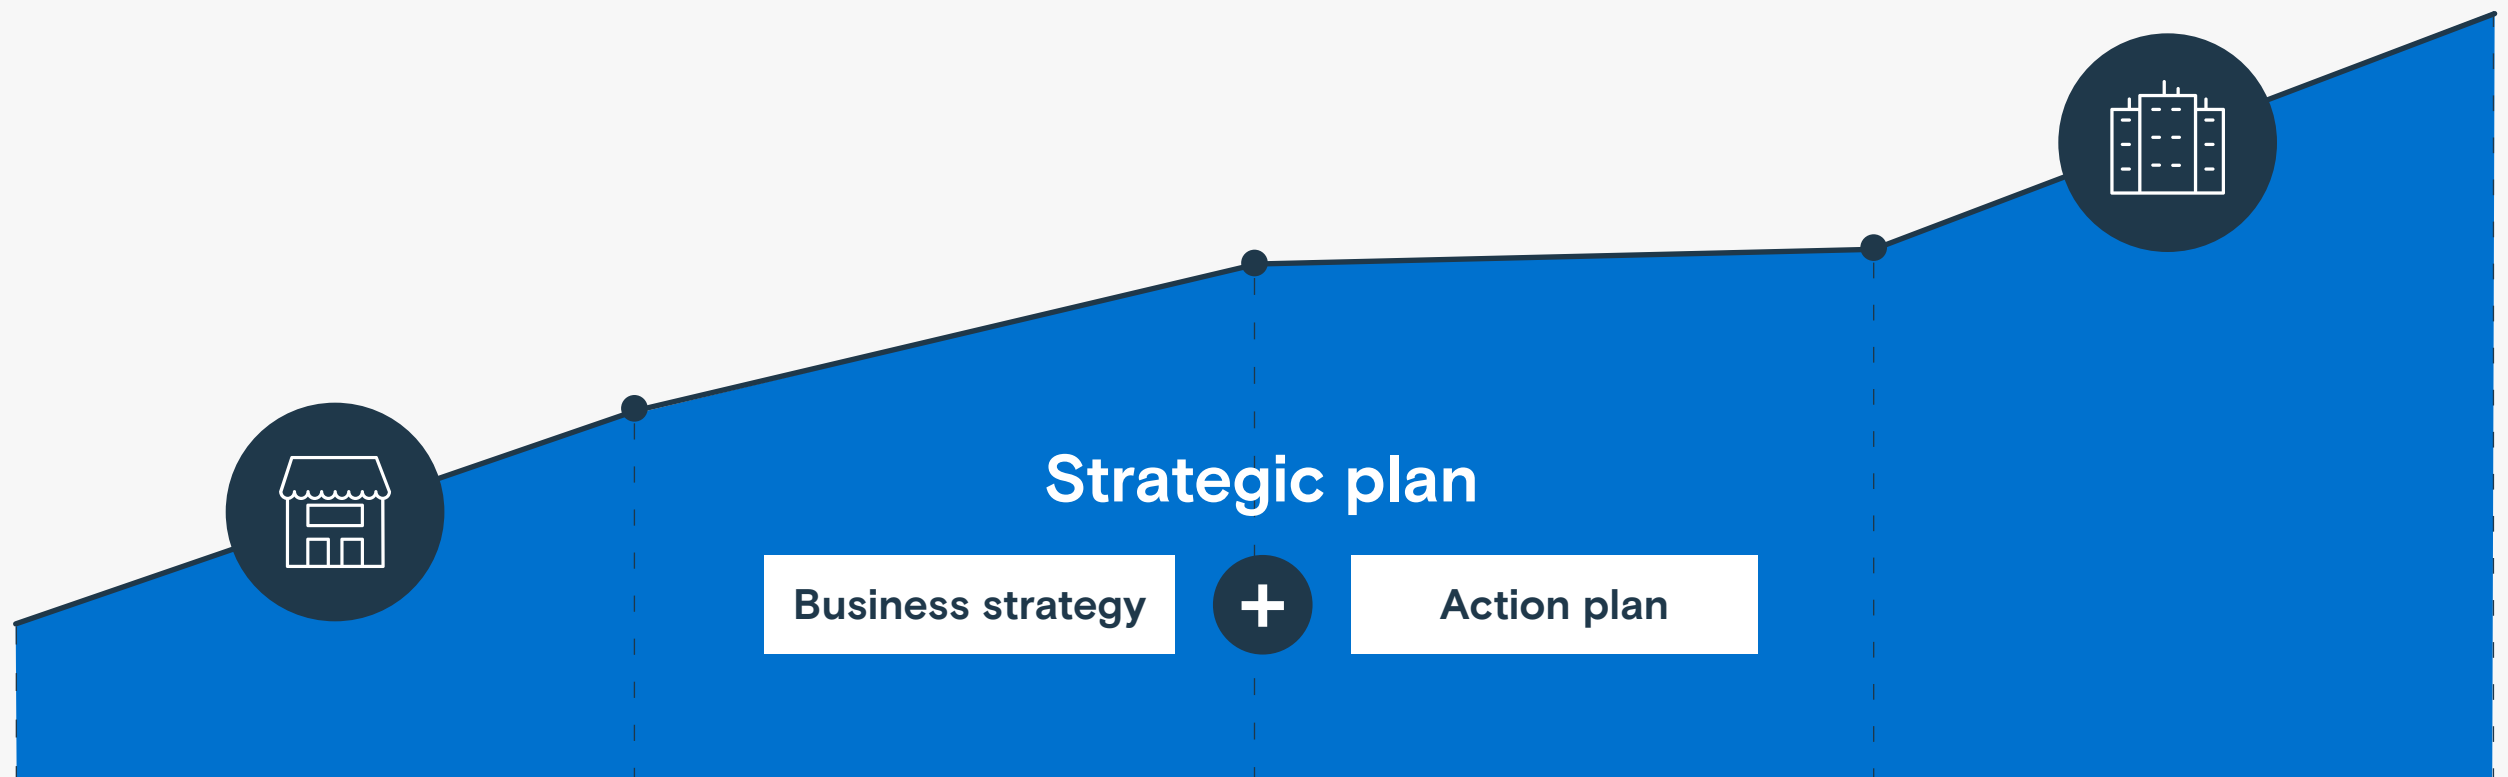 Strategic plan
Business strategy
+
Action plan